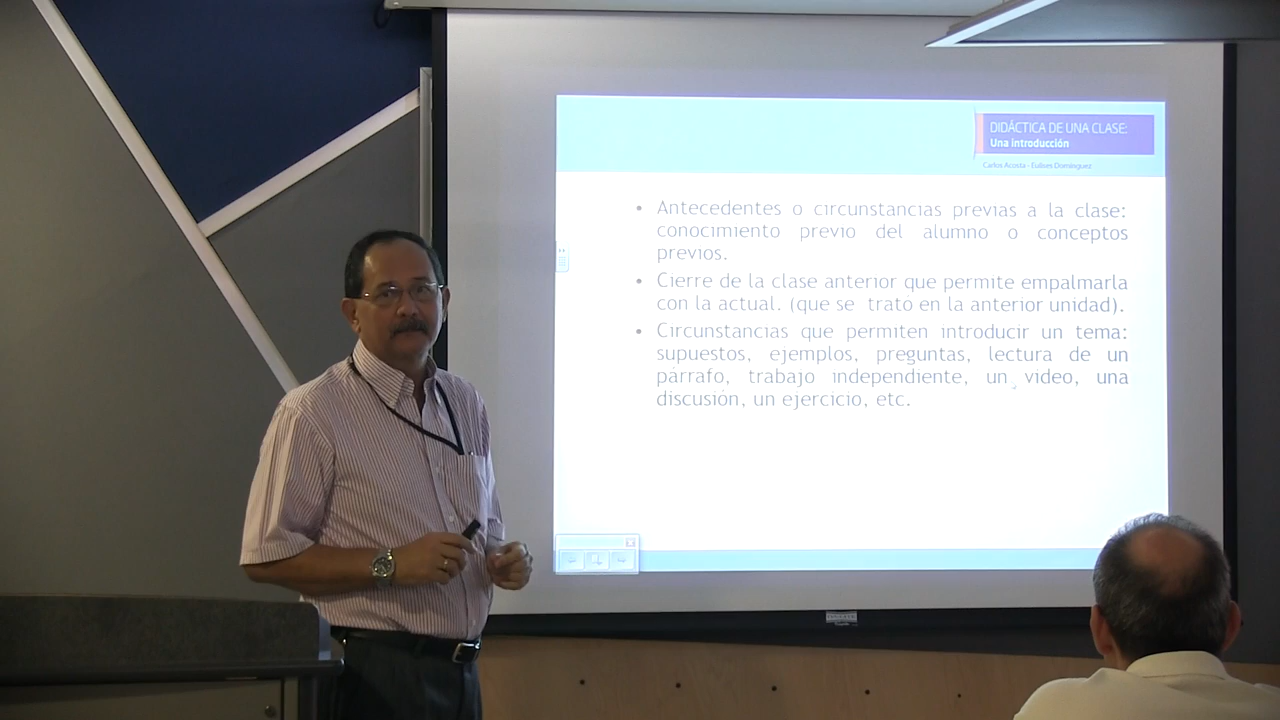 DIDÁCTICA DE UNA CLASE:
Una introducción
Carlos Acosta - Eulises Domínguez
• Antecedentes o circunstancias previas a la clase:
conocimiento previo del alumno o conceptos
previos.
• Cierre de la clase anterior que permite empalmarla
con la actual. (que se trató en la anterior unidad).
• Circunstancias que permiten introducir un tema:
supuestos, ejemplos, preguntas, lectura de un
párrafo, trabajo independiente, un video, una
discusión, un ejercicio, etc.